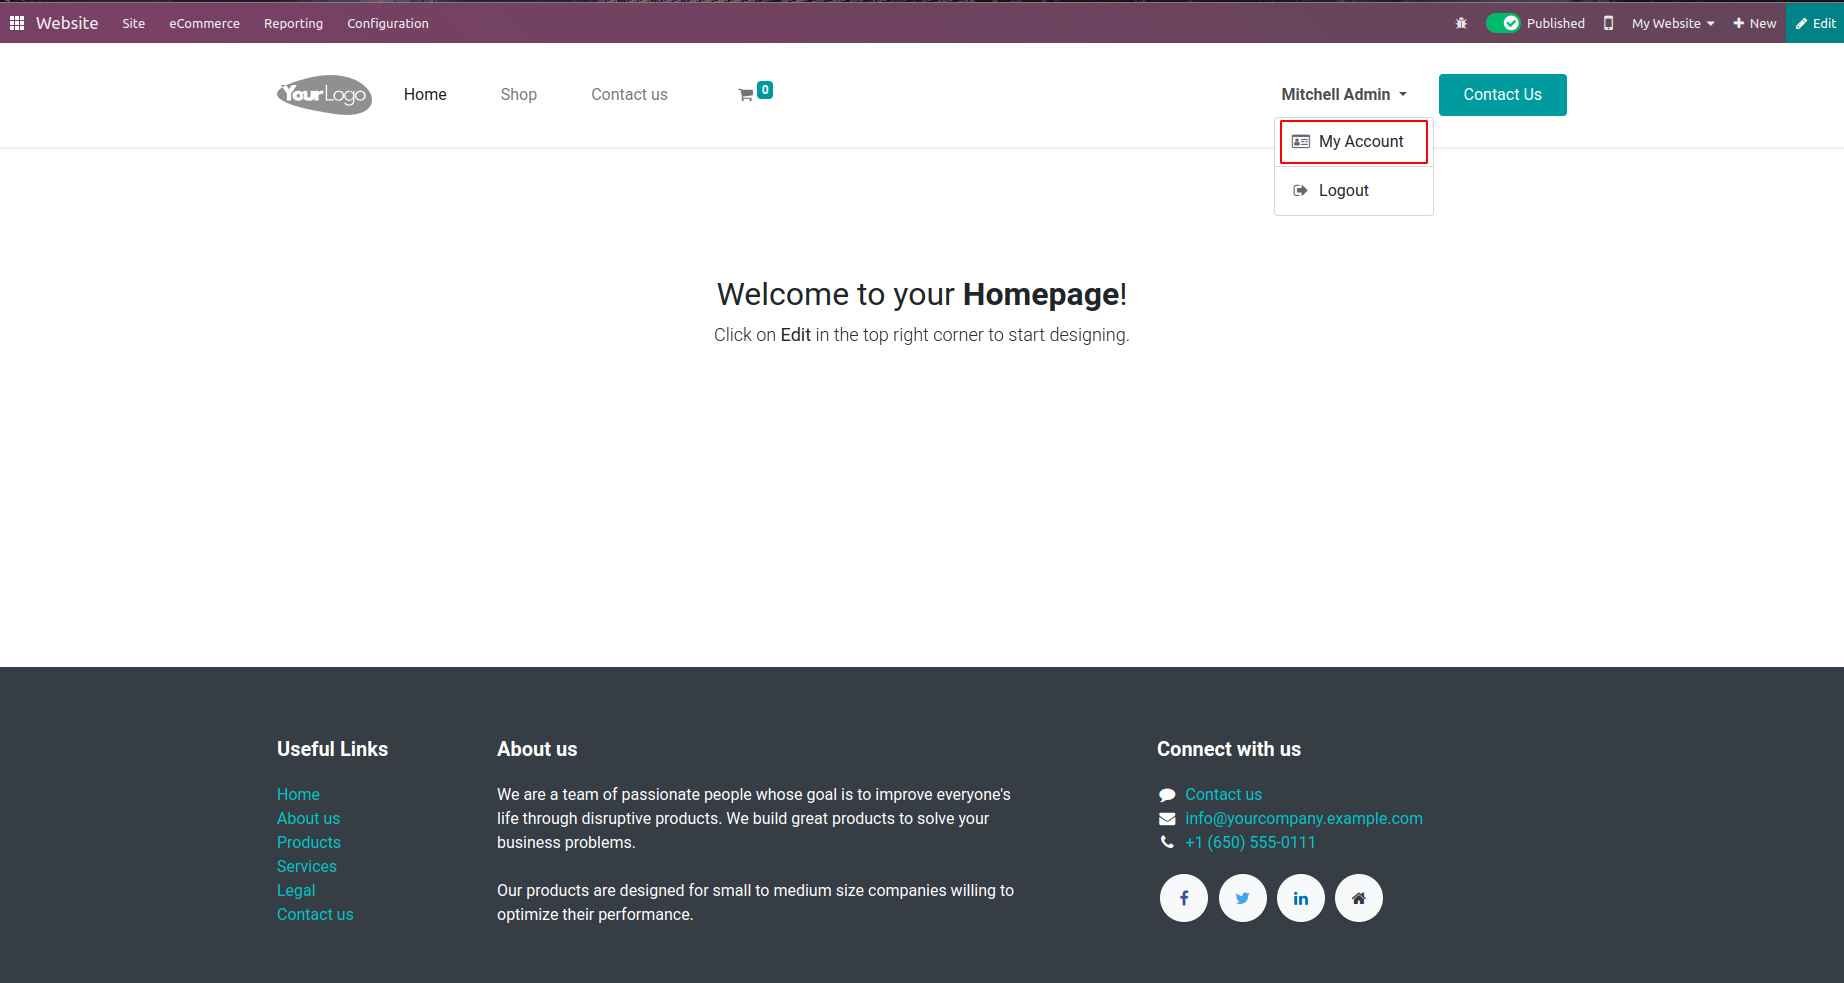 Website Site eCommerce Reporting Configuration Published My Website New Edit
YourLogo Home Shop Contact us 0 Mitchell Admin Contact Us
My Account
Logout
Welcome to your Homepage!
Click on Edit in the top right corner to start designing.
Useful Links
Home
About us
Products
Services
Legal
Contact us
About us
We are a team of passionate people whose goal is to improve everyone's
life through disruptive products. We build great products to solve your
business problems.
Our products are designed for small to medium size companies willing to
optimize their performance.
Connect with us
Contact us
info@yourcompany.example.com
+1 (650) 555-0111